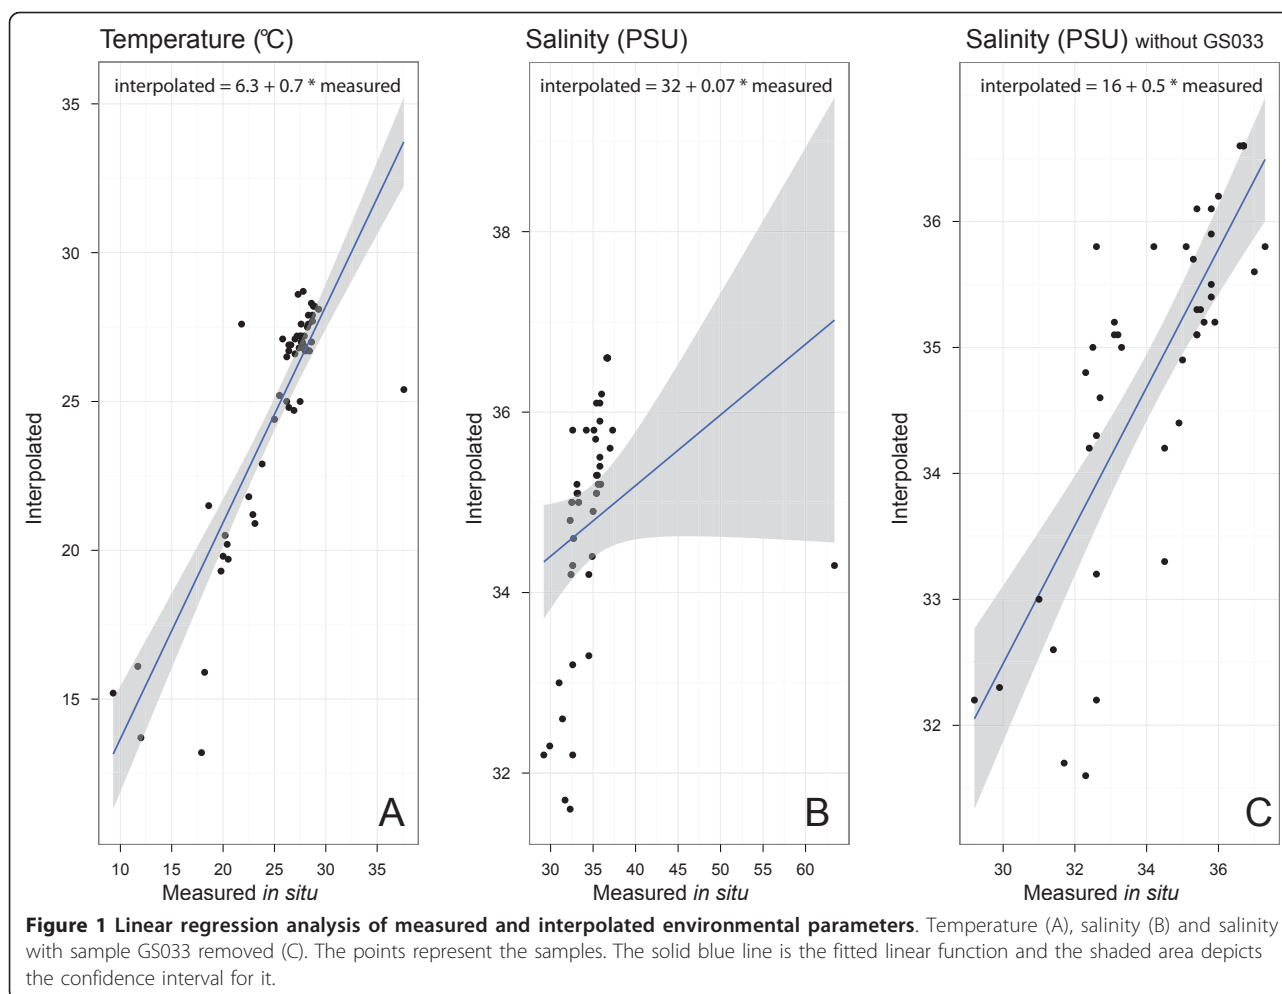 Temperature (°C)
interpolated = 6.3 + 0.7 * measured
35
30
25
20
15
Interpolated
A
10 15 20 25 30 35
Measured in situ
Salinity (PSU)
interpolated = 32 + 0.07 * measured
38
36
34
32
Interpolated
B
30 35 40 45 50 55 60
Measured in situ
Salinity (PSU) without GS033
interpolated = 16 + 0.5 * measured
36
35
34
33
32
Interpolated
C
30 32 34 36
Measured in situ
Figure 1 Linear regression analysis of measured and interpolated environmental parameters. Temperature (A), salinity (B) and salinity
with sample GS033 removed (C). The points represent the samples. The solid blue line is the fitted linear function and the shaded area depicts
the confidence interval for it.